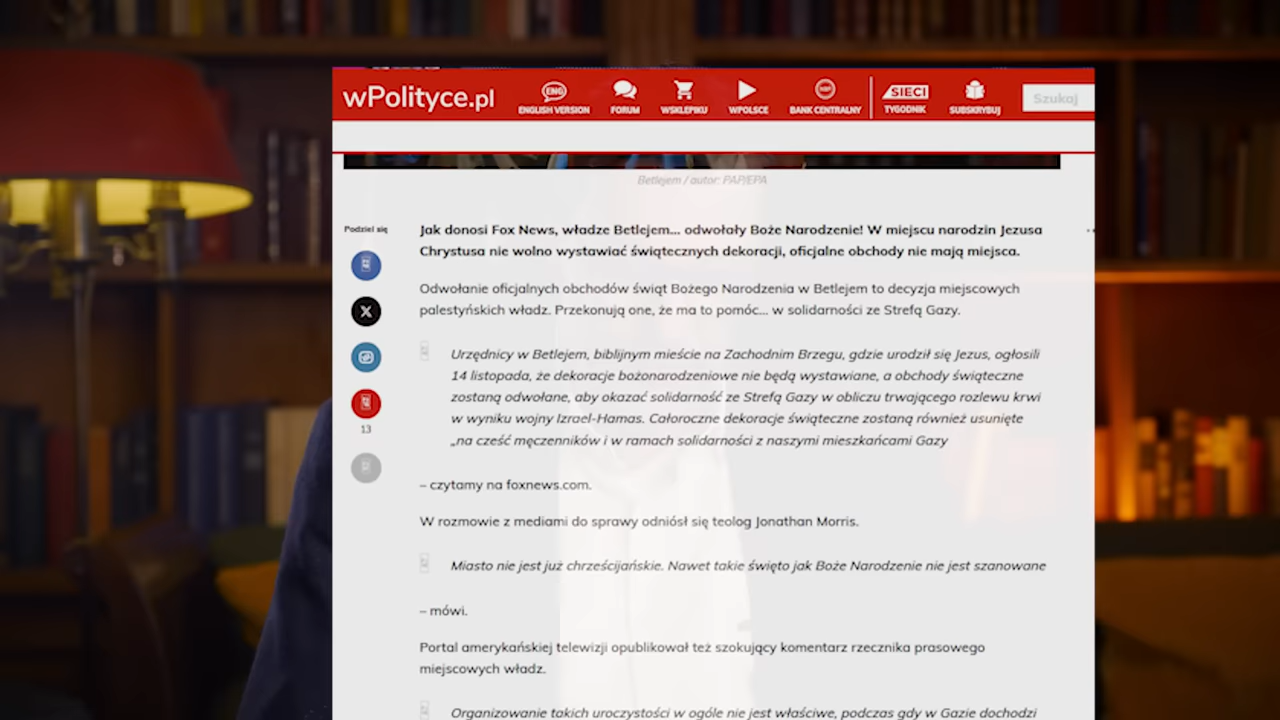 wPolityce.pl
ENG
ENGLISH VERSION
FORUM
WSKLEPIKU
WPOLSCE
NBP
BANK CENTRALNY
SIECI
TYGODNIK
SUBSKRYBUJ
Szukaj
Betlejem / autor: PAP/EPA
Podziel się
Jak donosi Fox News, władze Betlejem... odwołały Boże Narodzenie! W miejscu narodzin Jezusa
Chrystusa nie wolno wystawiać świątecznych dekoracji, oficjalne obchody nie mają miejsca.
Odwołanie oficjalnych obchodów świąt Bożego Narodzenia w Betlejem to decyzja miejscowych
palestyńskich władz. Przekonują one, że ma to pomóc... w solidarności ze Strefą Gazy.
Urzędnicy w Betlejem, biblijnym mieście na Zachodnim Brzegu, gdzie urodził się Jezus, ogłosili
14 listopada, że dekoracje bożonarodzeniowe nie będą wystawiane, a obchody świąteczne
zostaną odwołane, aby okazać solidarność ze Strefą Gazy w obliczu trwającego rozlewu krwi
w wyniku wojny Izrael-Hamas. Całoroczne dekoracje świąteczne zostaną również usunięte
„na cześć męczenników i w ramach solidarności z naszymi mieszkańcami Gazy
13
– czytamy na foxnews.com.
W rozmowie z mediami do sprawy odniósł się teolog Jonathan Morris.
Miasto nie jest już chrześcijańskie. Nawet takie święto jak Boże Narodzenie nie jest szanowane
– mówi.
Portal amerykańskiej telewizji opublikował też szokujący komentarz rzecznika prasowego
miejscowych władz.
Organizowanie takich uroczystości w ogóle nie jest właściwe, podczas gdy w Gazie dochodzi